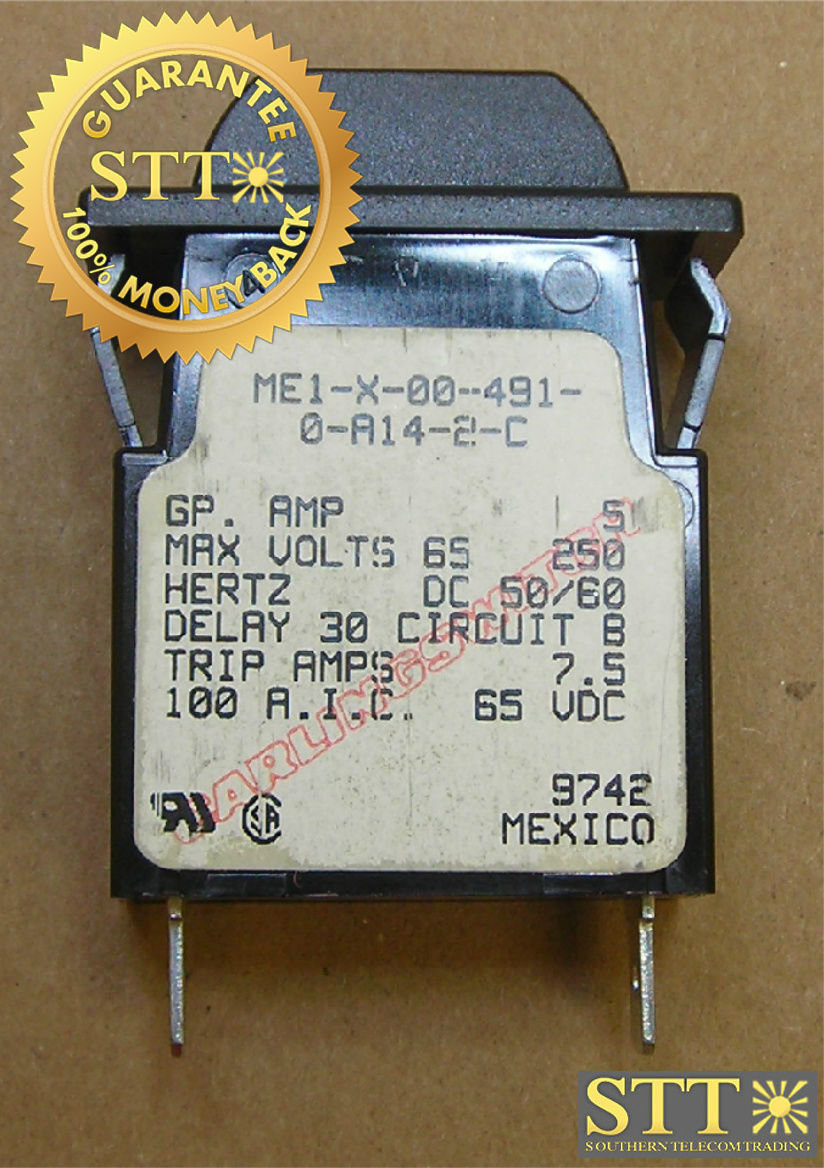 GUARANTEE
STT
100% MONEY BACK
ME1-X-00-491-
0-A14-2-C
GP. AMP 5
MAX VOLTS 65 250
HERTZ DC 50/60
DELAY 30 CIRCUIT B
TRIP AMPS 7.5
100 A.I.C. 65 VDC
CARLINGSWITCH
9742
MEXICO
STT
SOUTHERN TELECOM TRADING